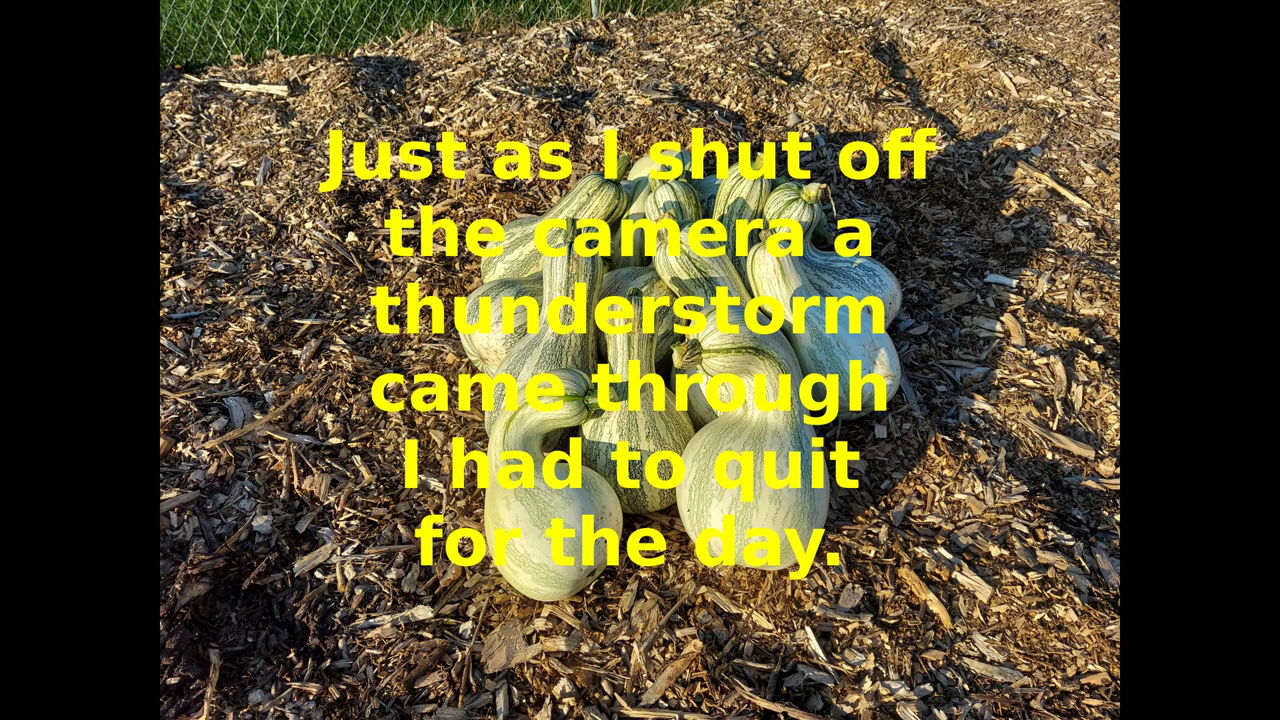 Just as I shut off
the camera a
thunderstorm
came through
I had to quit
for the day.